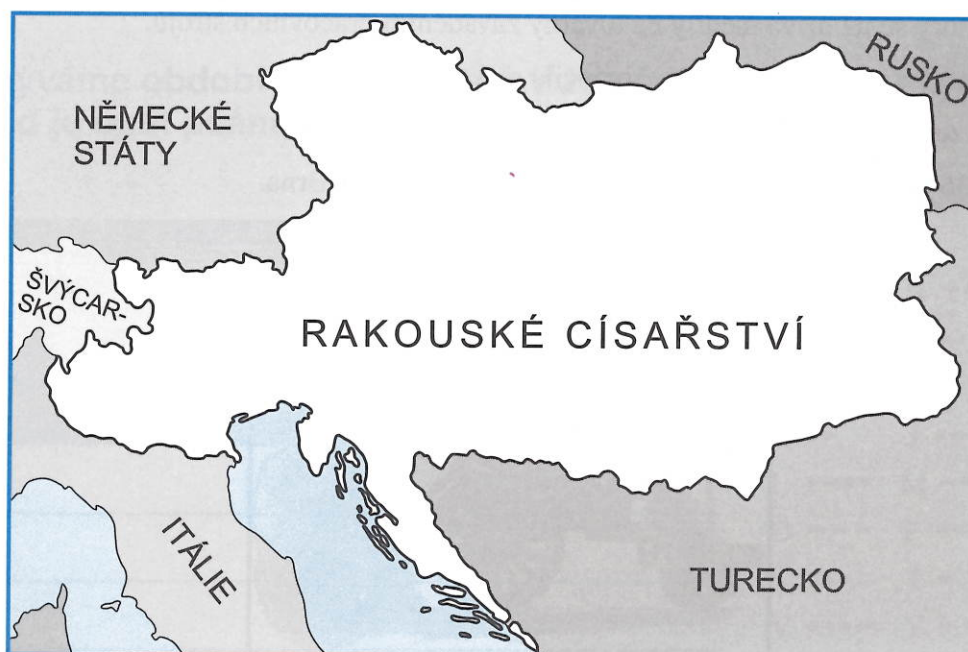 RUSKO
NĚMECKÉ
STÁTY
ŠVÝCAR-
SKO
RAKOUSKÉ CÍSAŘSTVÍ
ITÁLIE
TURECKO